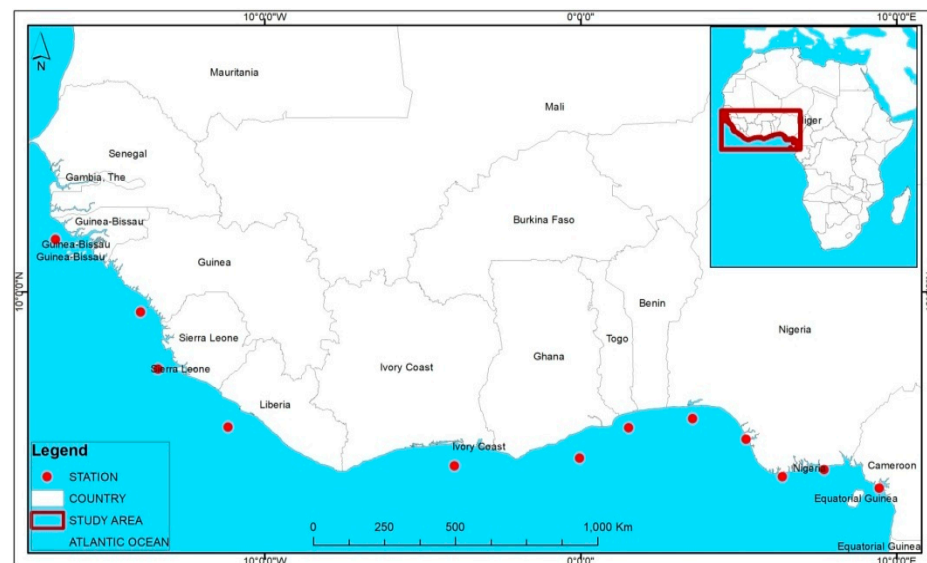 10°0'0"W
0°0'0"
10°0'0"E
N
Mauritania
Mali
Niger
Senegal
Gambia, The
Guinea-Bissau
Guinea-Bissau
Guinea-Bissau
Burkina Faso
Guinea
Benin
10°0'0"N
Sierra Leone
Sierra Leone
Ivory Coast
Ghana
Togo
Nigeria
Liberia
Ivory Coast
Nigeria
Cameroon
Equatorial Guinea
Equatorial Guinea
Legend
STATION
COUNTRY
STUDY AREA
ATLANTIC OCEAN
0 250 500 1,000 Km
10°0'0"W
0°0'0"
10°0'0"E